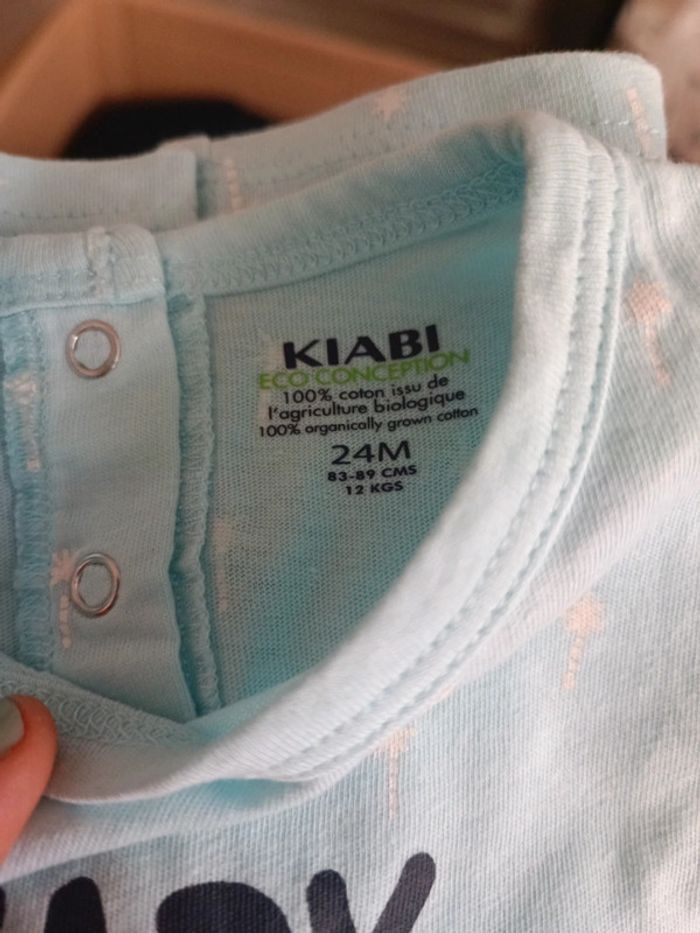 KIABI
ECO CONCEPTION
100% coton issu de
l'agriculture biologique
100% organically grown cotton
24M
83-89 CMS
12 KGS